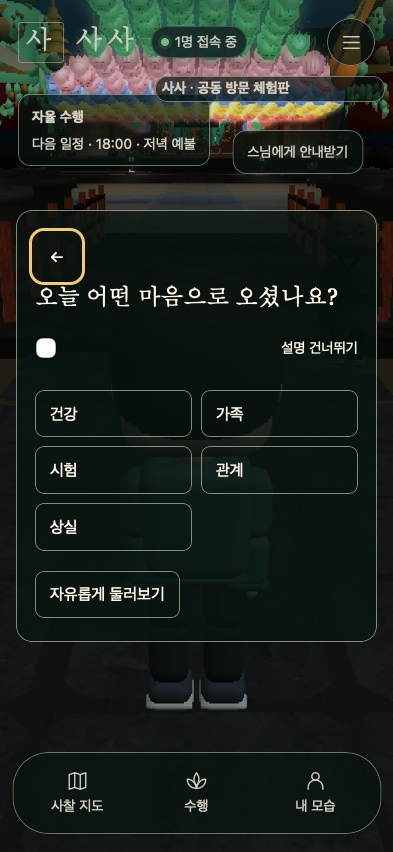 사 사사
1명 접속 중
사사 · 공동 방문 체험판
자율 수행
다음 일정 · 18:00 · 저녁 예불
스님에게 안내받기
오늘 어떤 마음으로 오셨나요?
설명 건너뛰기
건강
가족
시험
관계
상실
자유롭게 둘러보기
사찰 지도
수행
내 모습